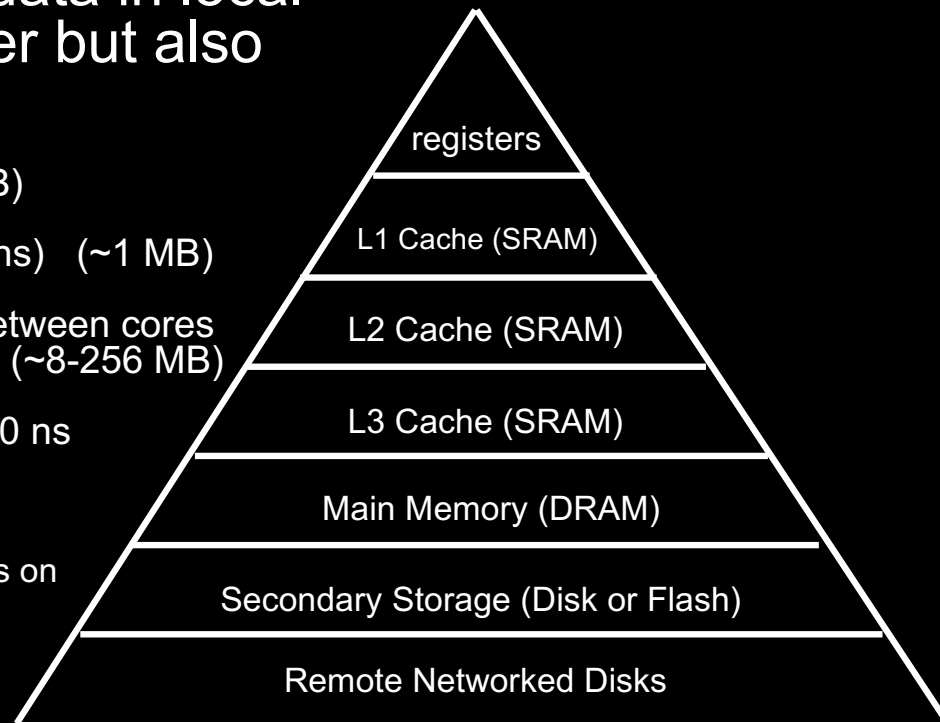 data in local
er but also
registers
B)
L1 Cache (SRAM)
ns) (~1 MB)
L2 Cache (SRAM)
etween cores
(~8-256 MB)
L3 Cache (SRAM)
0 ns
Main Memory (DRAM)
s on
Secondary Storage (Disk or Flash)
Remote Networked Disks